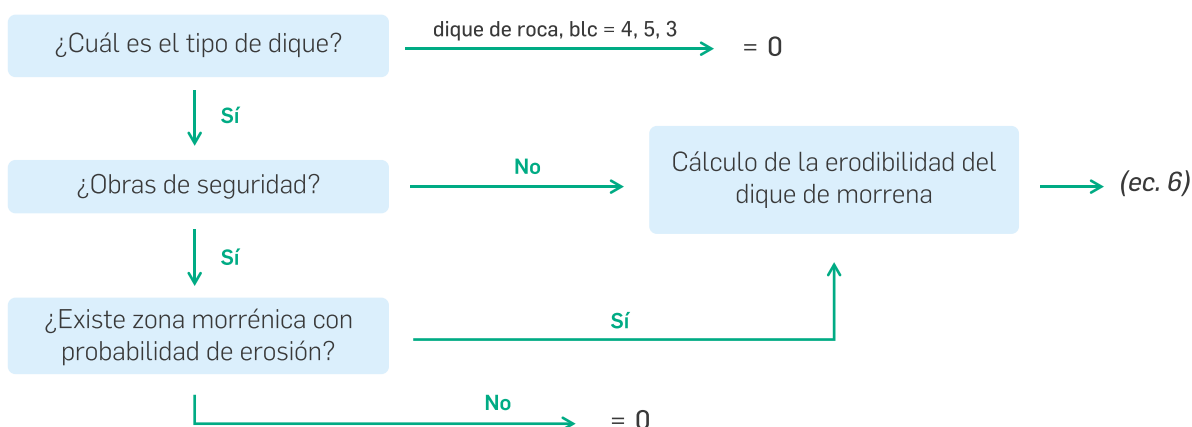 ¿Cuál es el tipo de dique?
dique de roca, blc = 4, 5, 3
= 0
Sí
¿Obras de seguridad?
No
Cálculo de la erodibilidad del
dique de morrena
(ec. 6)
Sí
¿Existe zona morrénica con
probabilidad de erosión?
Sí
No
= 0